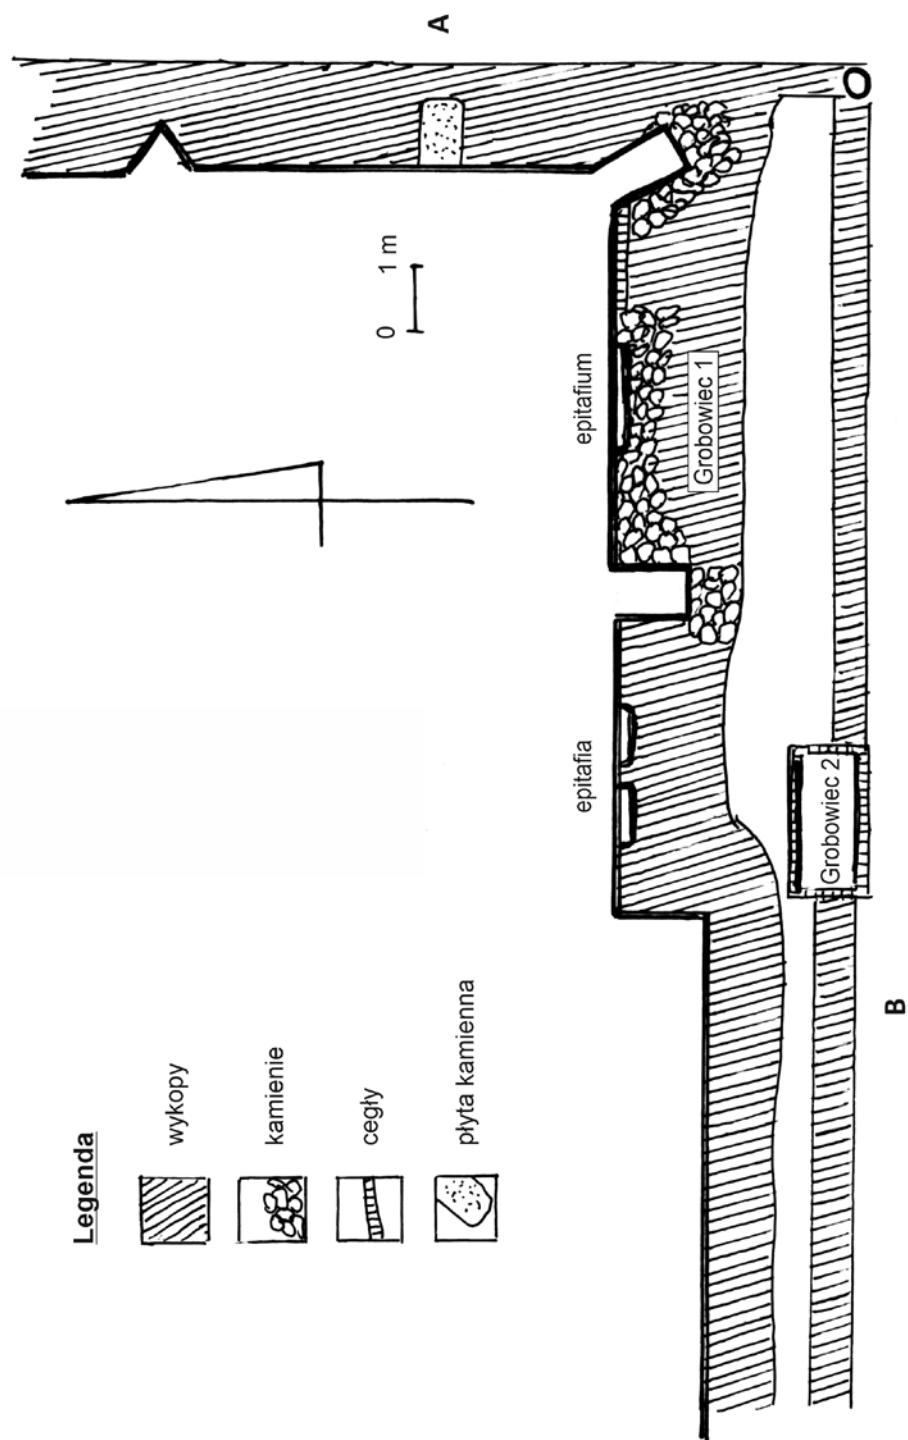 A
0 1 m
epitafium
Grobowiec 1
epitafia
Grobowiec 2
B
Legenda
wykopy
kamienie
cegły
płyta kamienna